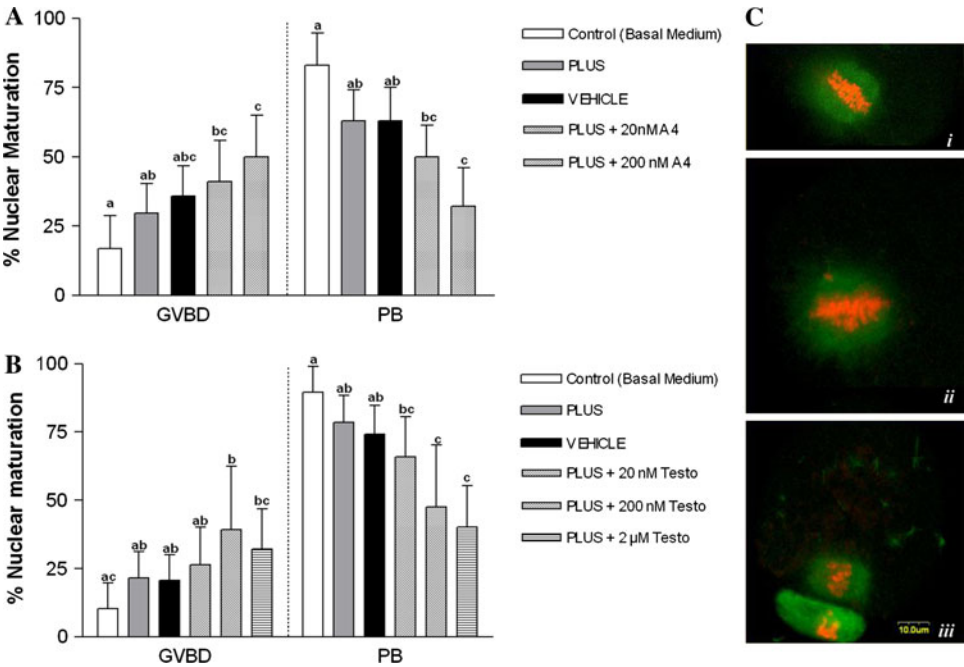 A
% Nuclear Maturation
100
75
50
25
0
a
ab
abc
bc
c
a
ab
ab
bc
c
GVBD
PB
Control (Basal Medium)
PLUS
VEHICLE
PLUS + 20nM A4
PLUS + 200 nM A4
B
% Nuclear maturation
100
75
50
25
0
ac
ab
ab
ab
b
bc
a
ab
ab
bc
c
c
GVBD
PB
Control (Basal Medium)
PLUS
VEHICLE
PLUS + 20 nM Testo
PLUS + 200 nM Testo
PLUS + 2 µM Testo
C
i
ii
iii
10.0um